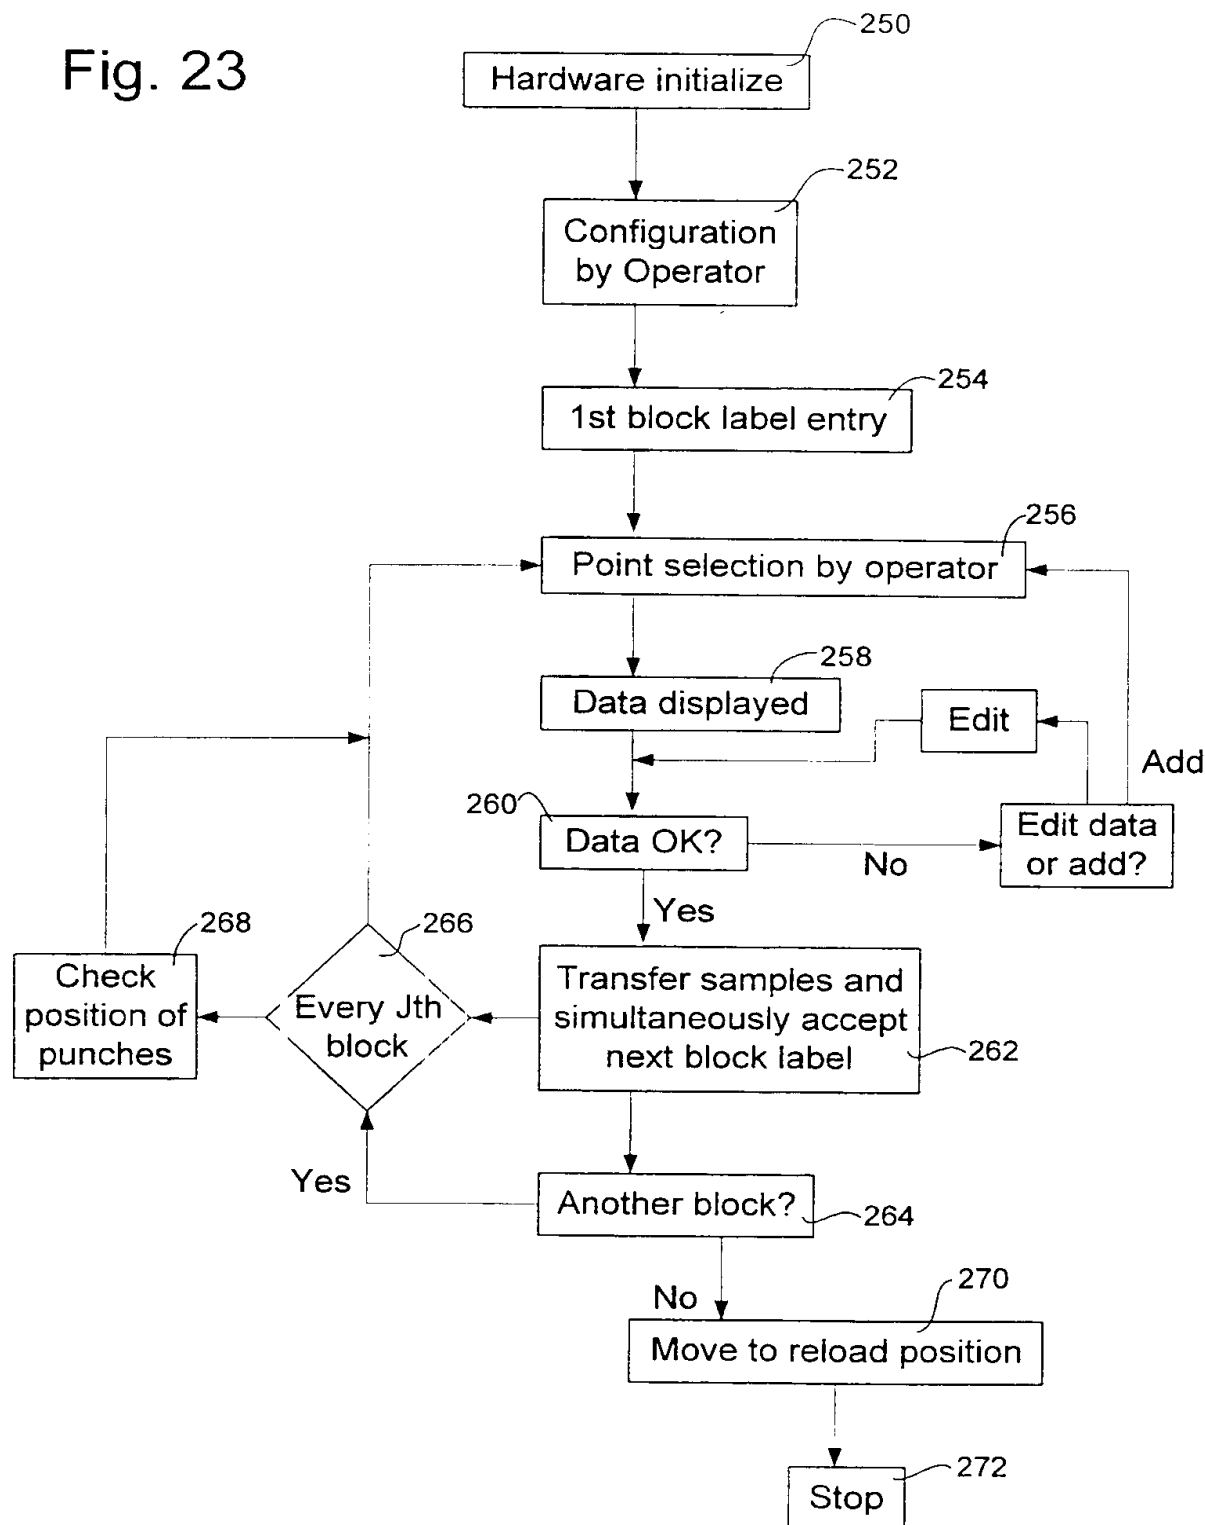 Fig. 23
250
Hardware initialize
252
Configuration
by Operator
254
1st block label entry
256
Point selection by operator
258
Data displayed
Edit
Add
260
Data OK?
No
Edit data
or add?
Yes
268
266
Check
position of
punches
Every Jth
block
Transfer samples and
simultaneously accept
next block label
262
Yes
Another block?
264
No
270
Move to reload position
272
Stop